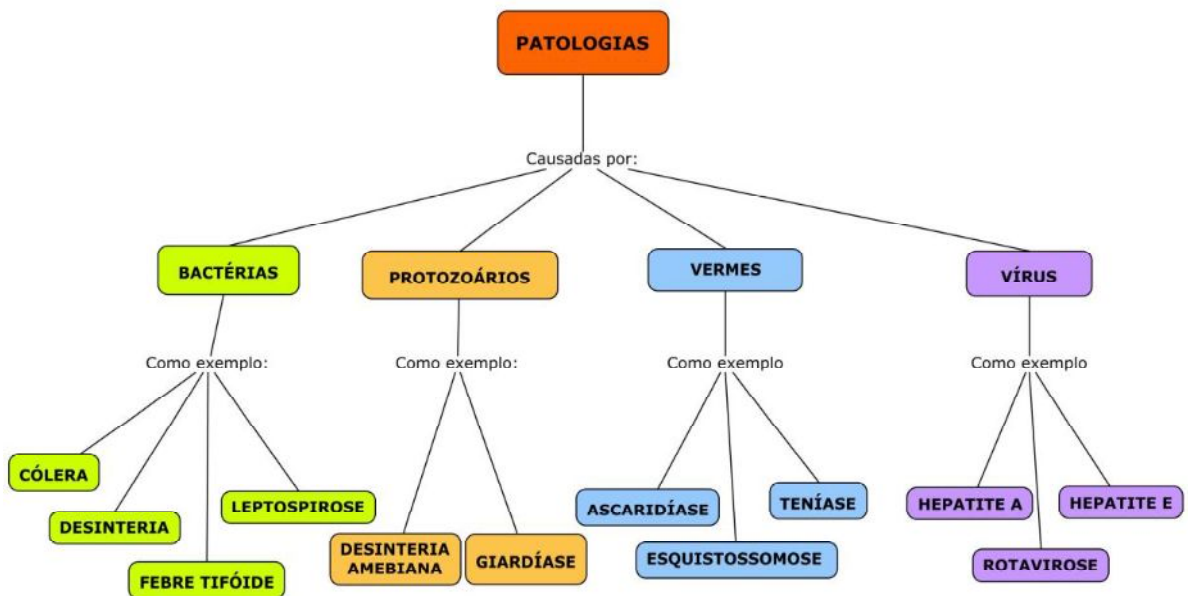 PATOLOGIAS
Causadas por:
BACTÉRIAS
PROTOZOÁRIOS
VERMES
VÍRUS
Como exemplo:
Como exemplo:
Como exemplo
Como exemplo
CÓLERA
DESINTERIA
FEBRE TIFÓIDE
LEPTOSPIROSE
DESINTERIA
AMEBIANA
GIARDÍASE
ASCARIDÍASE
ESQUISTOSSOMOSE
TENÍASE
HEPATITE A
ROTAVIROSE
HEPATITE E